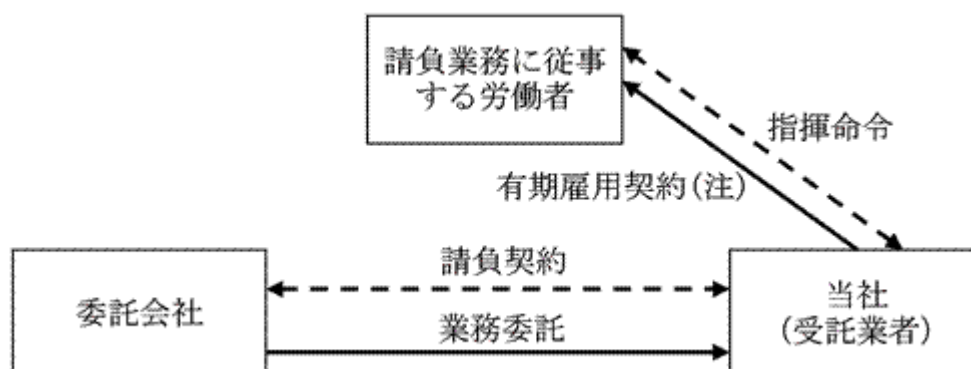 請負業務に従事
する労働者
指揮命令
有期雇用契約(注)
請負契約
委託会社
業務委託
当社
(受託業者)